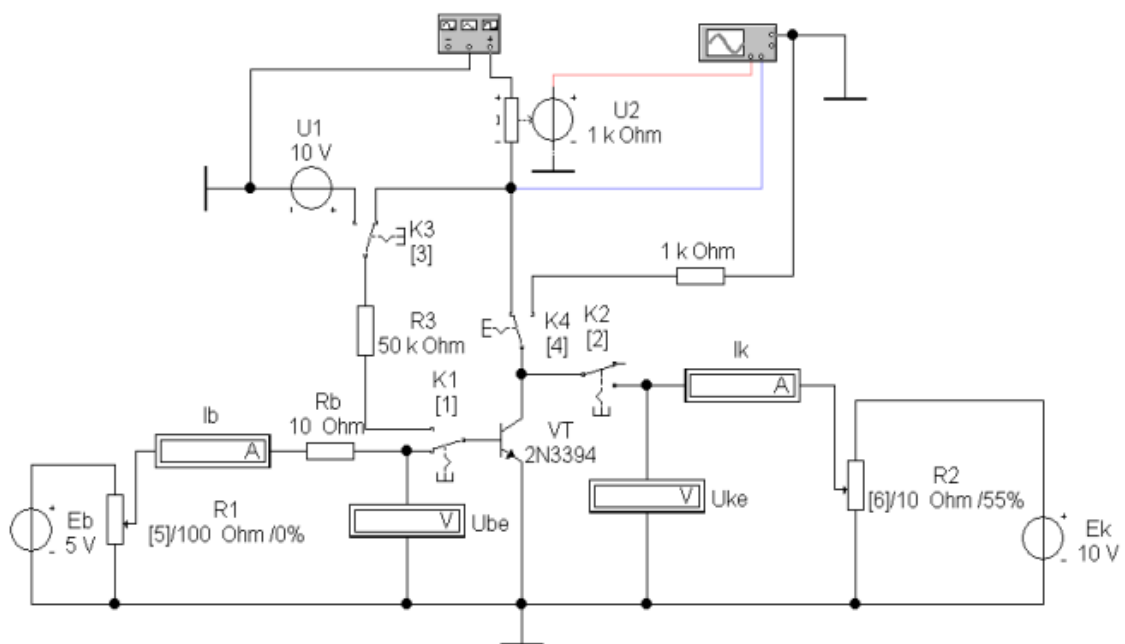 U2
1 k Ohm
U1
10 V
K3
[3]
1 k Ohm
R3
50 k Ohm
K4
[4]
K2
[2]
Ik
A
K1
[1]
Rb
10 Ohm
Ib
A
VT
2N3394
V
Ube
V
Uke
R2
[6]/10 Ohm /55%
Eb
5 V
R1
[5]/100 Ohm /0%
Ek
10 V